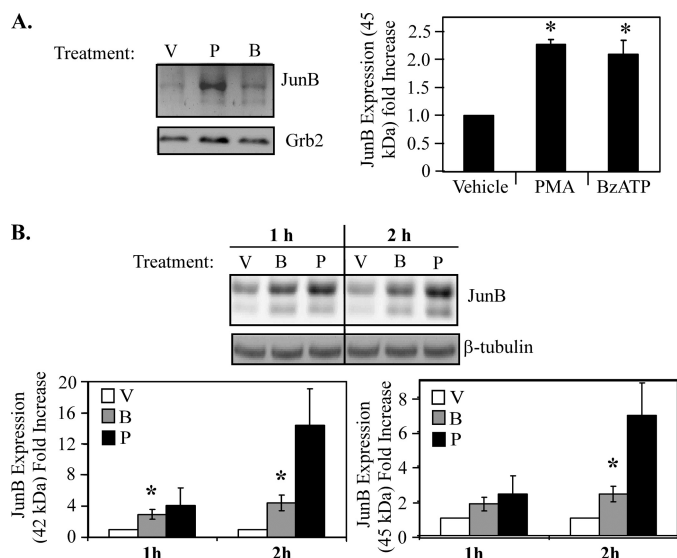 A.
Treatment: V P B
JunB
Grb2
JunB Expression (45
kDa) fold Increase
2.5
2.0
1.5
1.0
0.5
0
* *
Vehicle PMA BzATP
B.
1 h 2 h
Treatment: V B P V B P
JunB
β-tubulin
JunB Expression
(42 kDa) Fold Increase
20
16
12
8
4
0
V
B
P
* *
1h 2h
JunB Expression
(45 kDa) Fold Increase
8
6
4
2
0
V
B
P
*
1h 2h